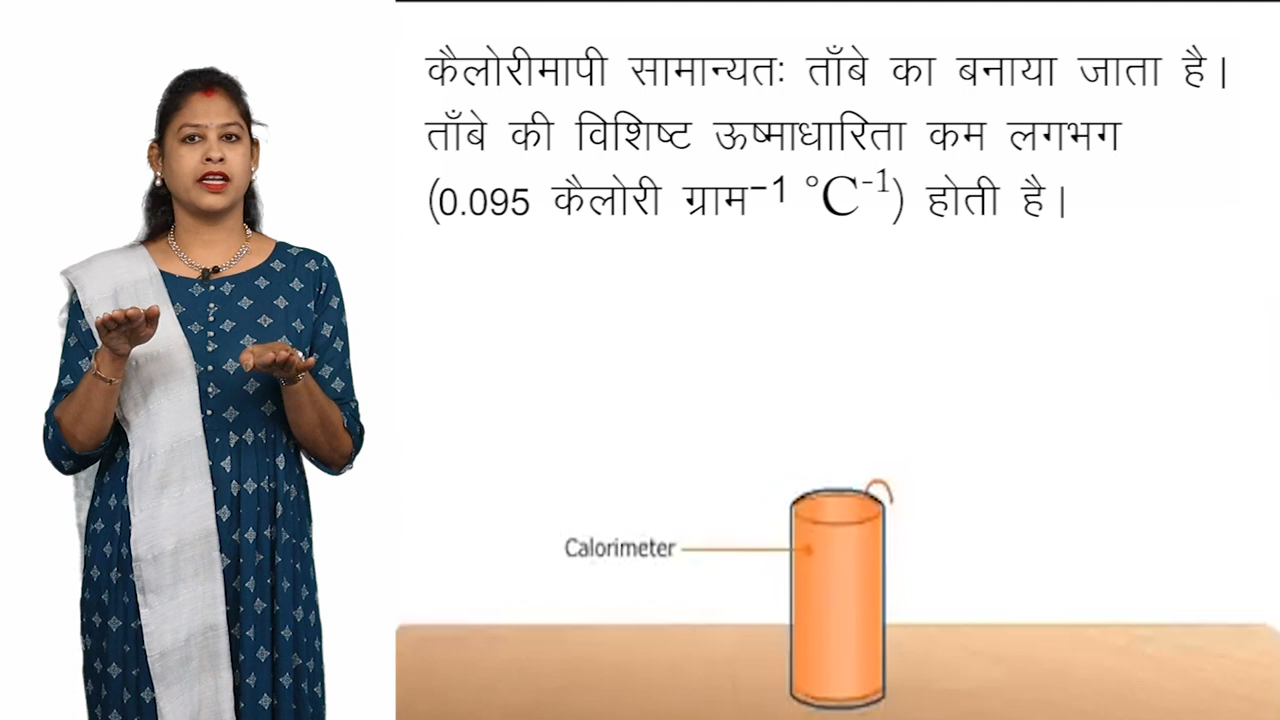 कैलोरीमापी सामान्यतः ताँबे का बनाया जाता है।
ताँबे की विशिष्ट ऊष्माधारिता कम लगभग
(0.095 कैलोरी ग्राम⁻¹ °C⁻¹) होती है।
Calorimeter